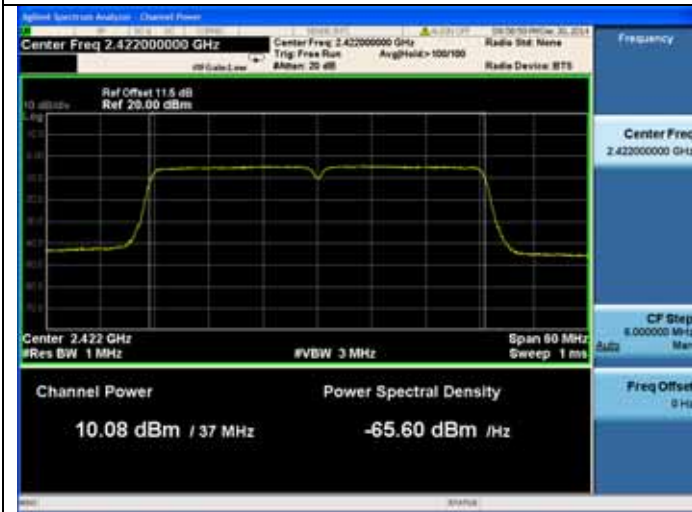 Agilent Spectrum Analyzer - Channel Power
Center Freq 2.422000000 GHz
Center Freq: 2.422000000 GHz
Trig: Free Run Avg|Hold:>100/100
#IFGain:Low #Atten: 20 dB
Radio Std: None
Radio Device: BTS
Ref Offset 11.5 dB
10 dB/div Ref 20.00 dBm
Log
Center 2.422 GHz Span 60 MHz
#Res BW 1 MHz #VBW 3 MHz Sweep 1 ms
Channel Power
10.08 dBm / 37 MHz
Power Spectral Density
-65.60 dBm /Hz
Frequency
Center Freq
2.422000000 GHz
CF Step
6.000000 MHz
Auto Man
Freq Offset
0 Hz
MSG STATUS